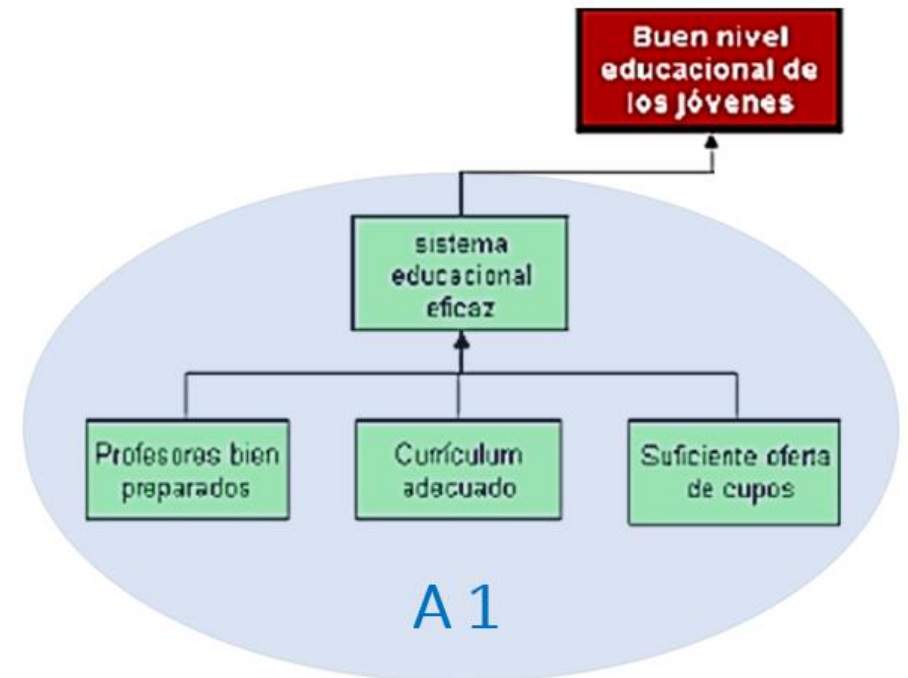 Buen nivel
educacional de
los jóvenes
sistema
educacional
eficaz
Profesores bien
preparados
Currículum
adecuado
Suficiente oferta
de cupos
A 1